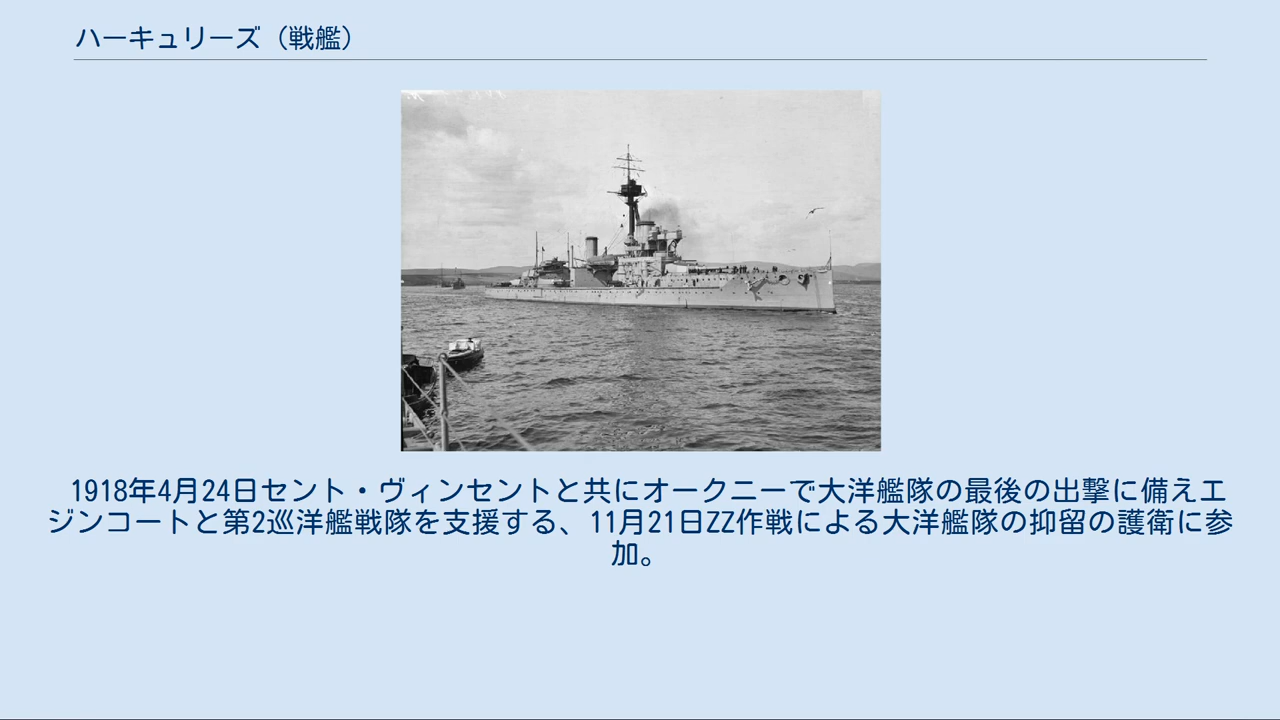 ハーキュリーズ（戦艦）
1918年4月24日セント・ヴィンセントと共にオークニーで大洋艦隊の最後の出撃に備えエ
ジンコートと第2巡洋艦戦隊を支援する、11月21日ZZ作戦による大洋艦隊の抑留の護衛に参
加。